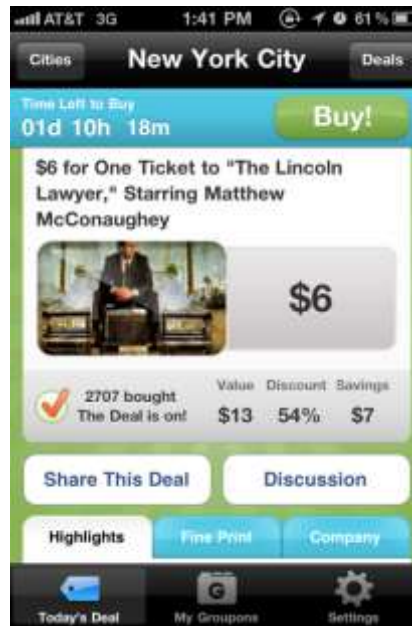 AT&T 3G 1:41 PM 61%
Cities New York City Deals
Time Left to Buy
01d 10h 18m
Buy!
$6 for One Ticket to "The Lincoln
Lawyer," Starring Matthew
McConaughey
$6
2707 bought
The Deal is on!
Value Discount Savings
$13 54% $7
Share This Deal Discussion
Highlights Fine Print Company
G
Today's Deal My Groupons Settings